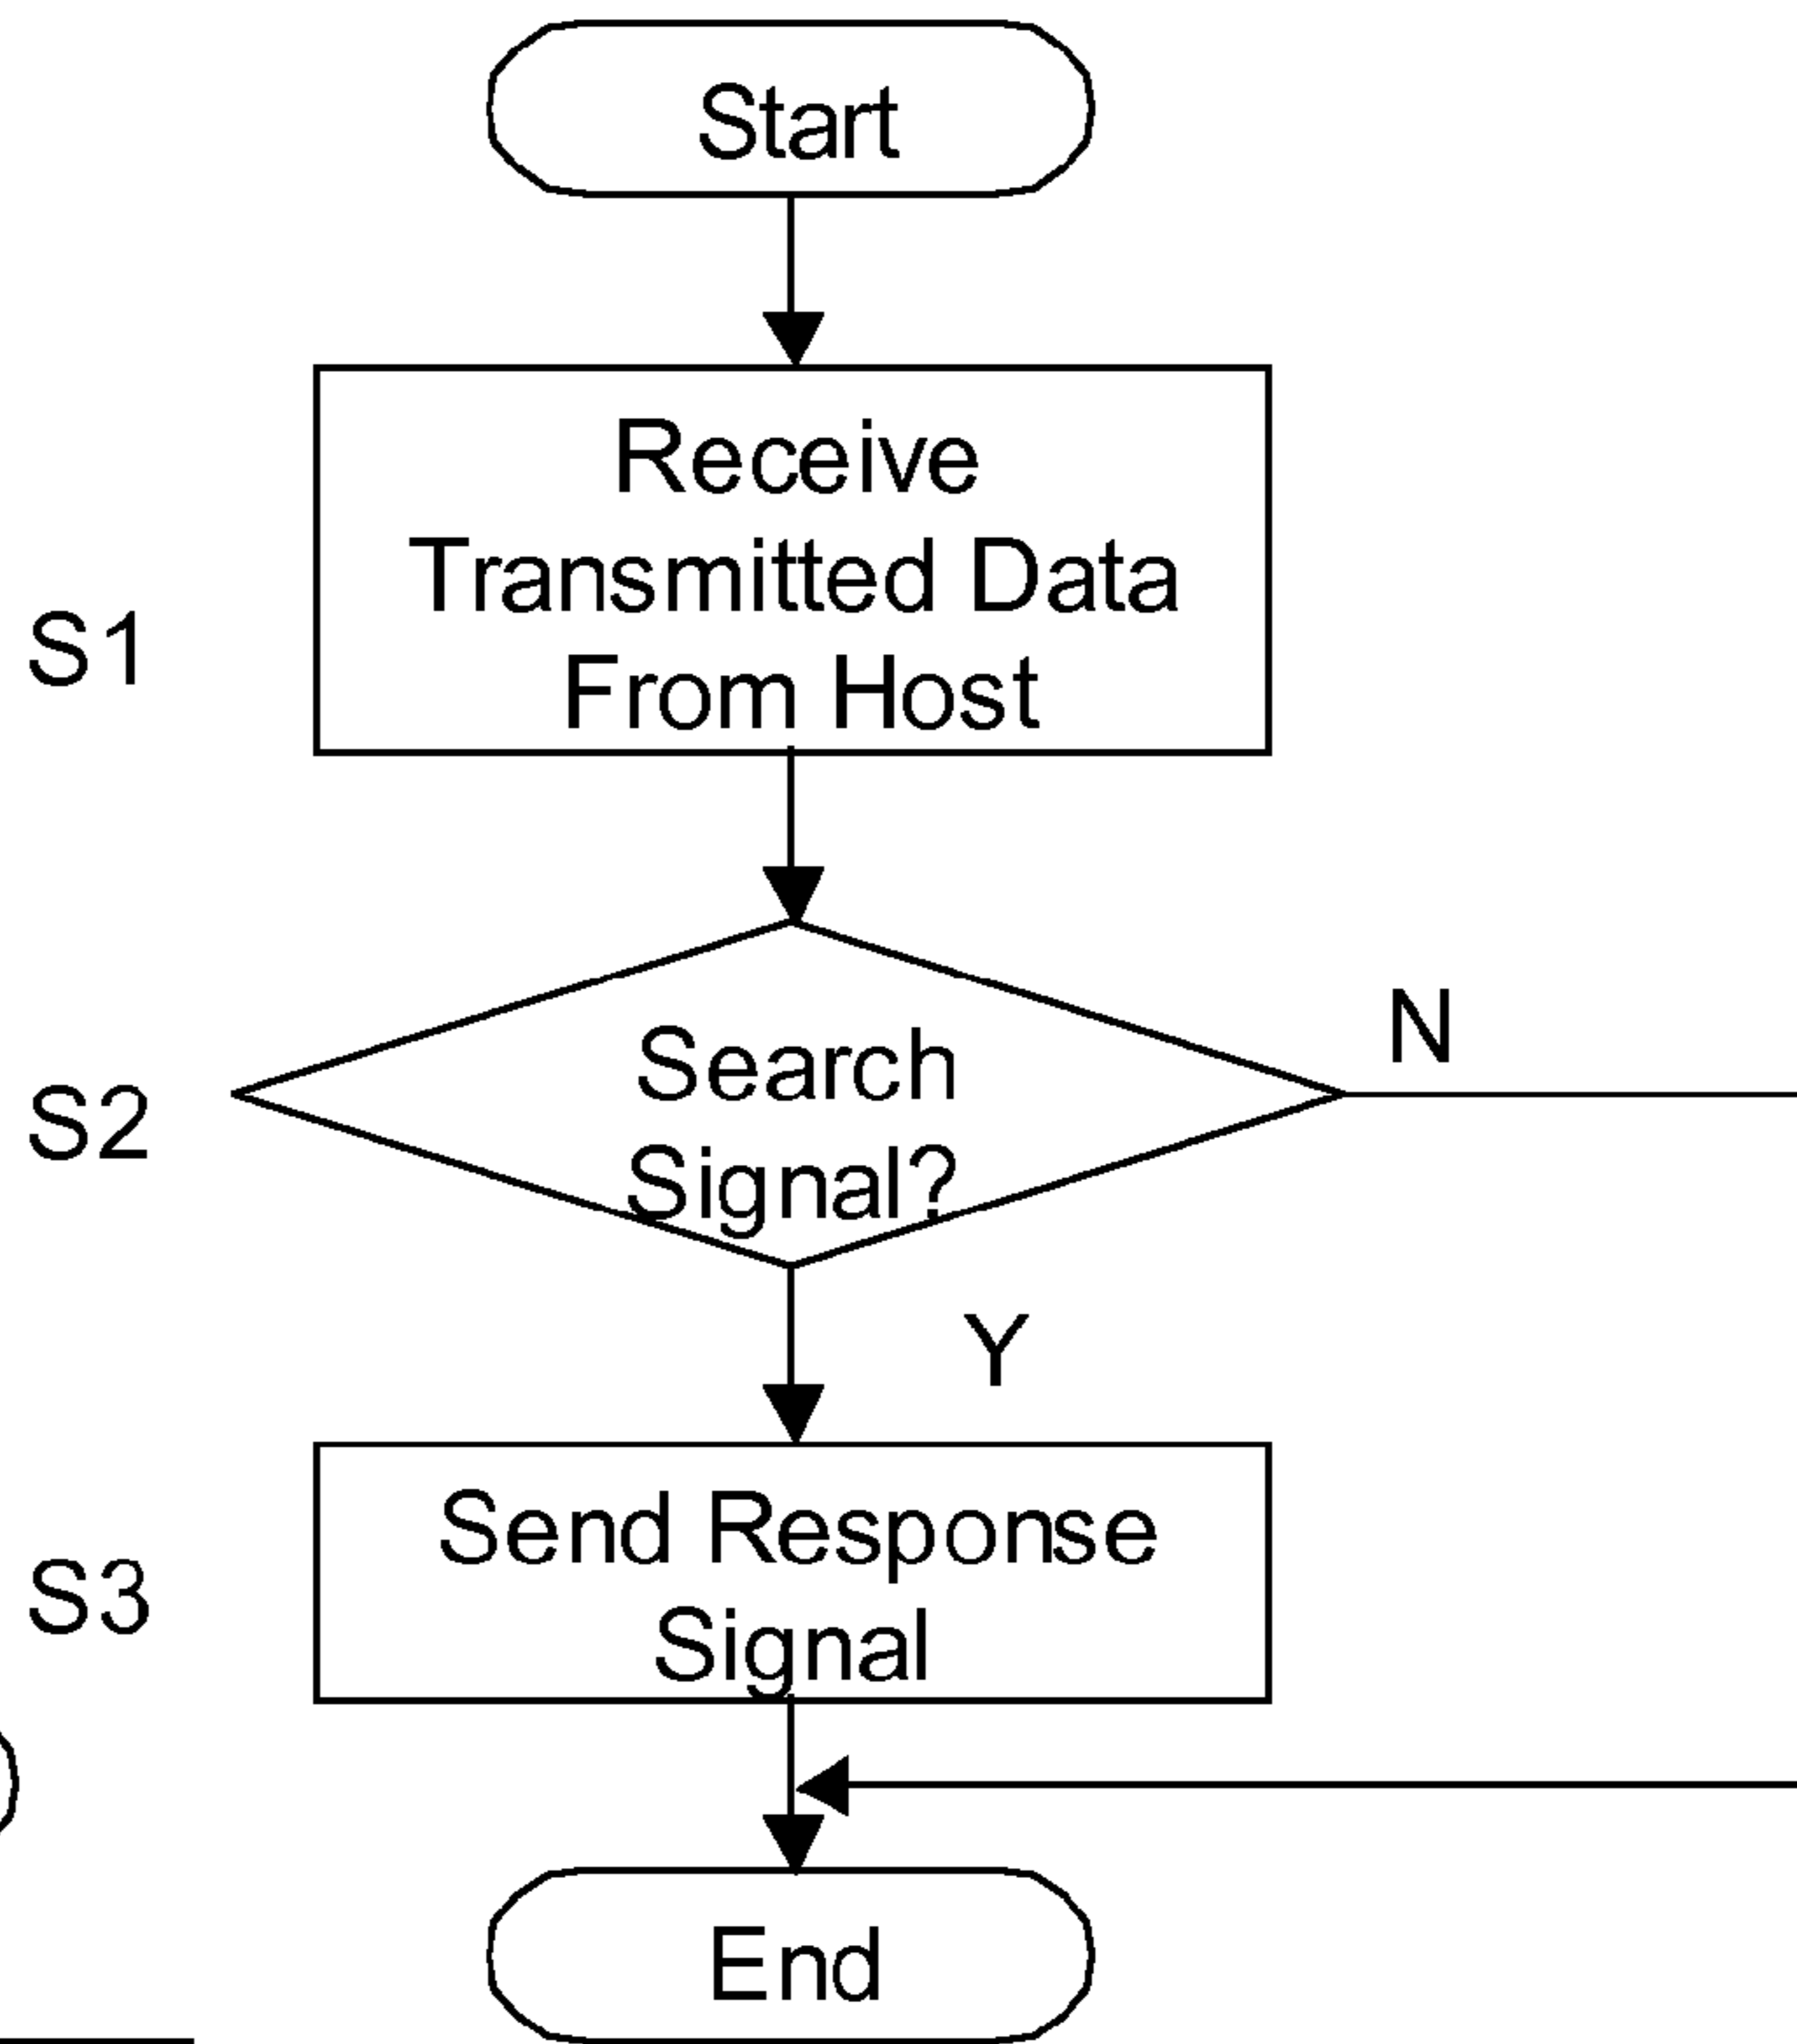 Start
Receive
Transmitted Data
From Host
S1
Search
Signal?
N
S2
Y
Send Response
Signal
S3
End